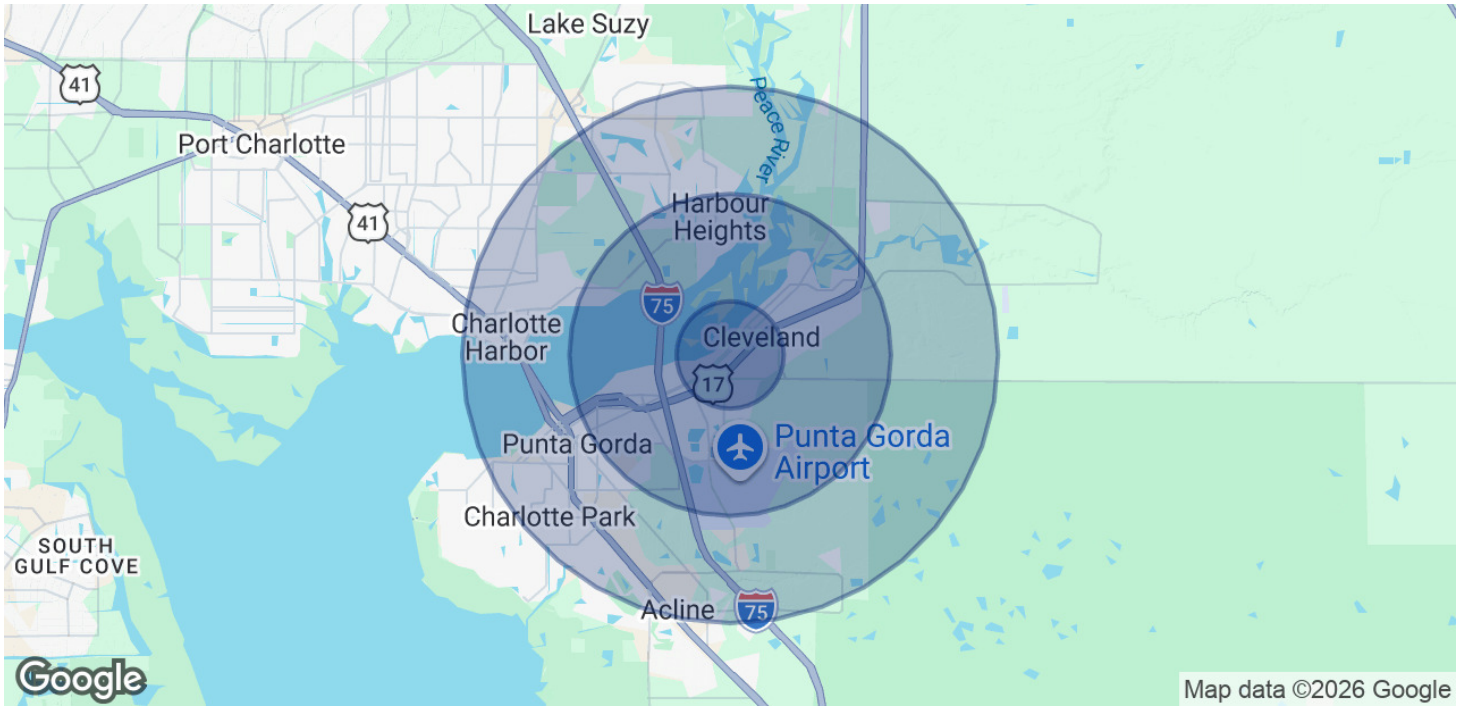 Lake Suzy
41
Peace River
Port Charlotte
41
Harbour
Heights
75
Charlotte
Harbor
Cleveland
17
Punta Gorda
Punta Gorda
Airport
Charlotte Park
SOUTH
GULF COVE
Acline
75
Google
Map data ©2026 Google